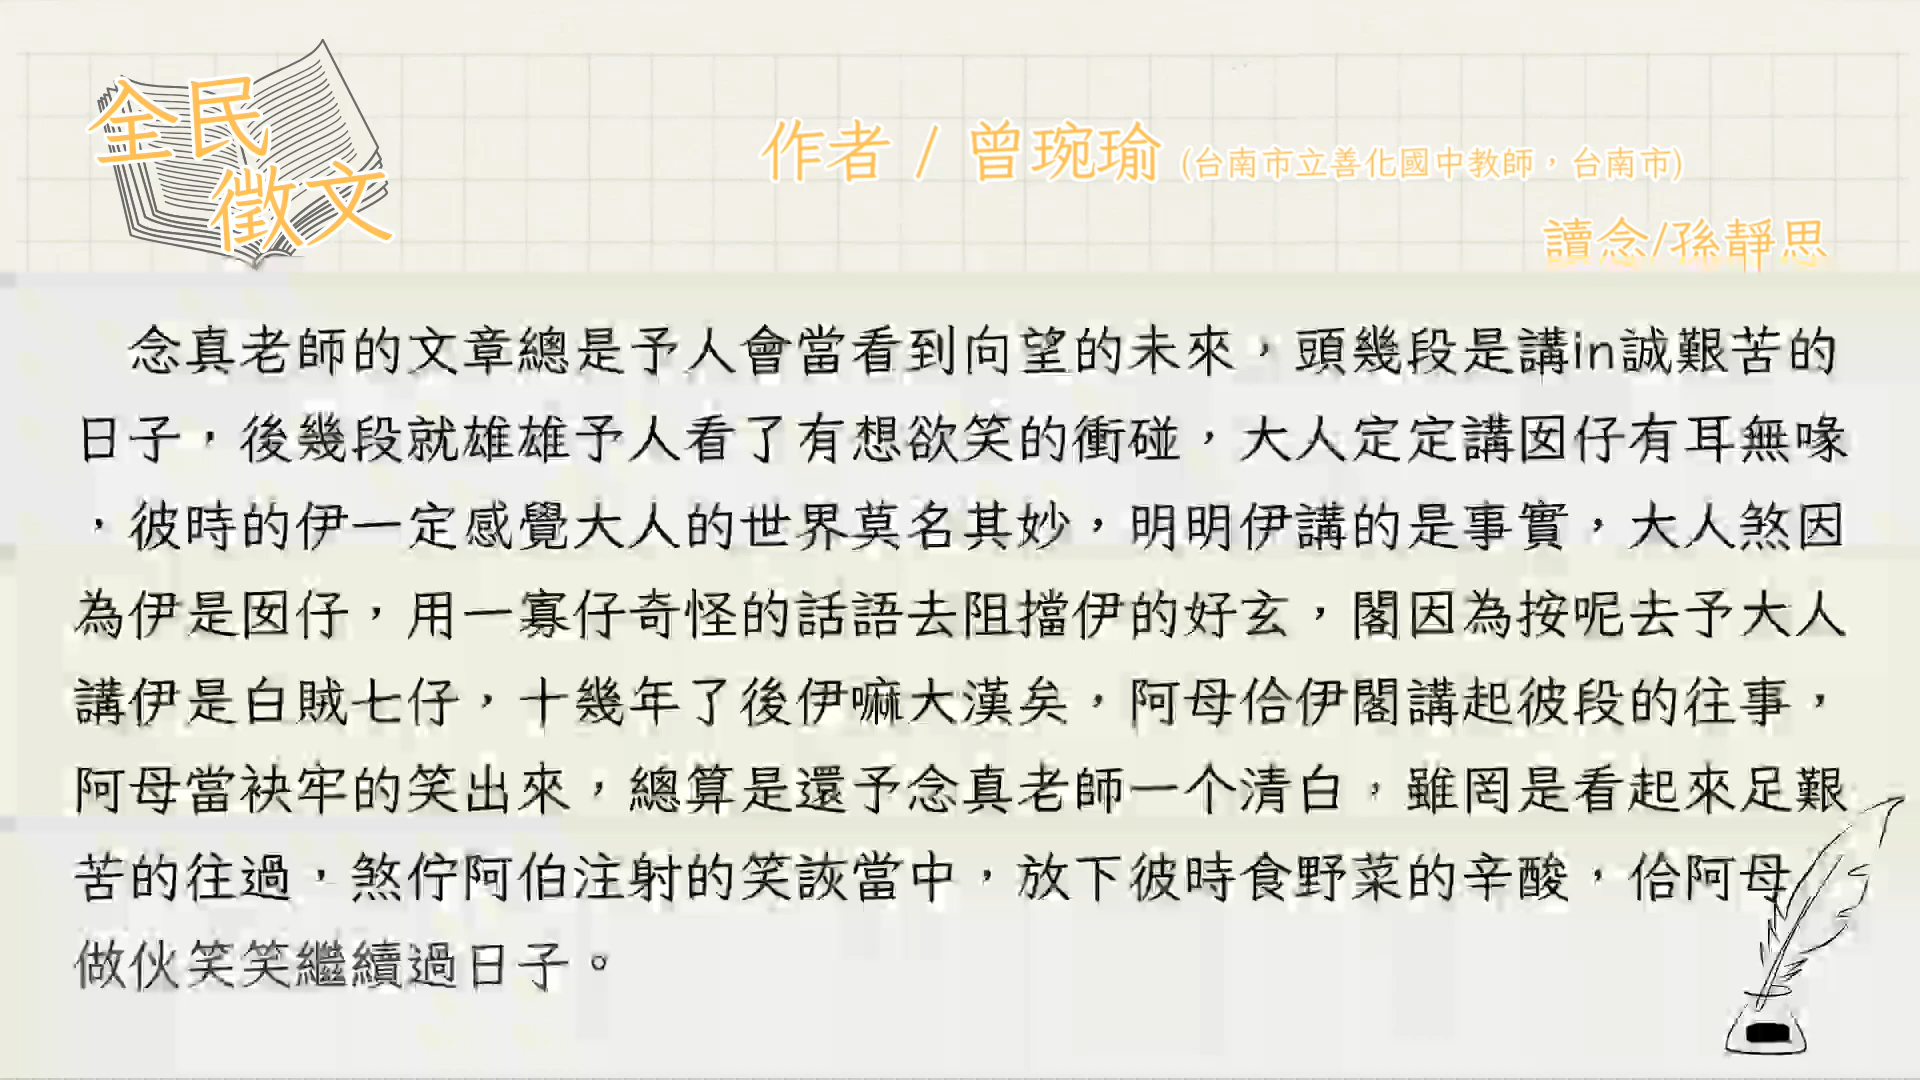 全民
徵文
作者 / 曾琬瑜 (台南市立善化國中教師，台南市)
讀念/孫靜思
念真老師的文章總是予人會當看到向望的未來，頭幾段是講in誠艱苦的
日子，後幾段就雄雄予人看了有想欲笑的衝碰，大人定定講囡仔有耳無喙
，彼時的伊一定感覺大人的世界莫名其妙，明明伊講的是事實，大人煞因
為伊是囡仔，用一寡仔奇怪的話語去阻擋伊的好玄，閣因為按呢去予大人
講伊是白賊七仔，十幾年了後伊嘛大漢矣，阿母佮伊閣講起彼段的往事，
阿母當袂牢的笑出來，總算是還予念真老師一个清白，雖罔是看起來足艱
苦的往過，煞佇阿伯注射的笑詼當中，放下彼時食野菜的辛酸，佮阿母
做伙笑笑繼續過日子。